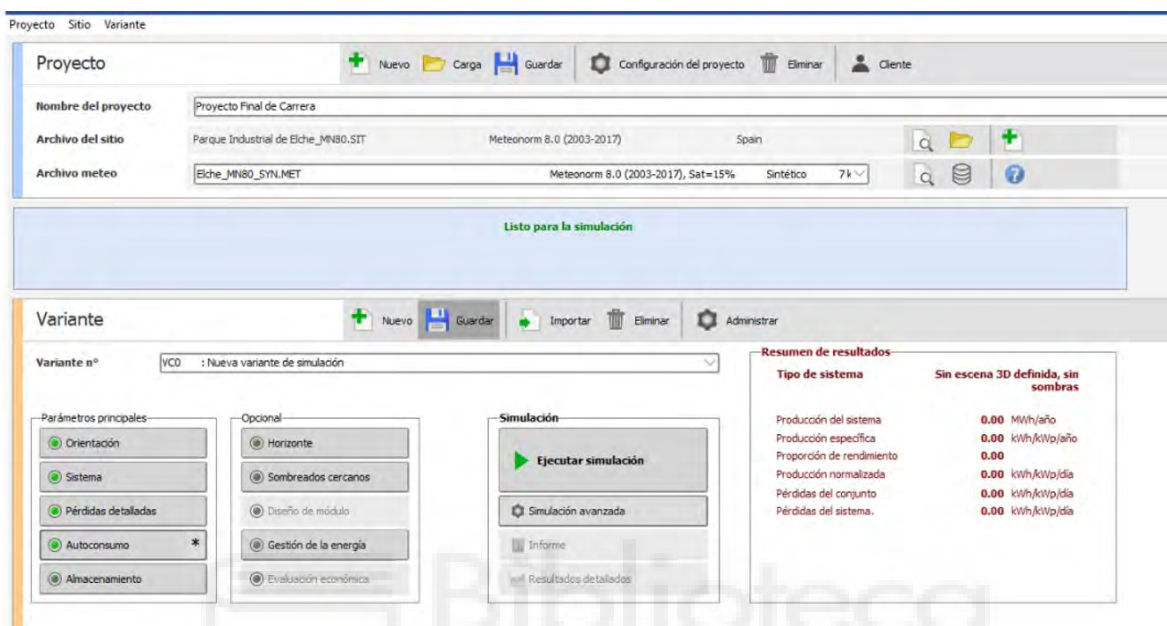 Proyecto Sitio Variante
Proyecto
Nuevo Carga Guardar Configuración del proyecto Eliminar Cliente
Nombre del proyecto Proyecto Final de Carrera
Archivo del sitio Parque Industrial de Elche_MN80.SIT Meteonorm 8.0 (2003-2017) Spain
Archivo meteo Elche_MN80_SYN.MET Meteonorm 8.0 (2003-2017), Sat=15% Sintético 7 k
Listo para la simulación
Variante
Nuevo Guardar Importar Eliminar Administrar
Variante nº VC0 : Nueva variante de simulación
Parámetros principales
Orientación
Sistema
Pérdidas detalladas
Autoconsumo *
Almacenamiento
Opcional
Horizonte
Sombreados cercanos
Diseño de módulo
Gestión de la energía
Evaluación económica
Simulación
Ejecutar simulación
Simulación avanzada
Informe
Resultados detallados
Resumen de resultados
Tipo de sistema Sin escena 3D definida, sin
sombras
Producción del sistema 0.00 MWh/año
Producción específica 0.00 kWh/kWp/año
Proporción de rendimiento 0.00
Producción normalizada 0.00 kWh/kWp/día
Pérdidas del conjunto 0.00 kWh/kWp/día
Pérdidas del sistema. 0.00 kWh/kWp/día
Biblioteca